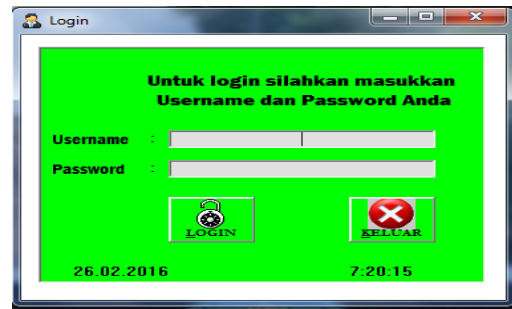 Login
Untuk login silahkan masukkan
Username dan Password Anda
Username :
Password :
LOGIN KELUAR
26.02.2016 7:20:15